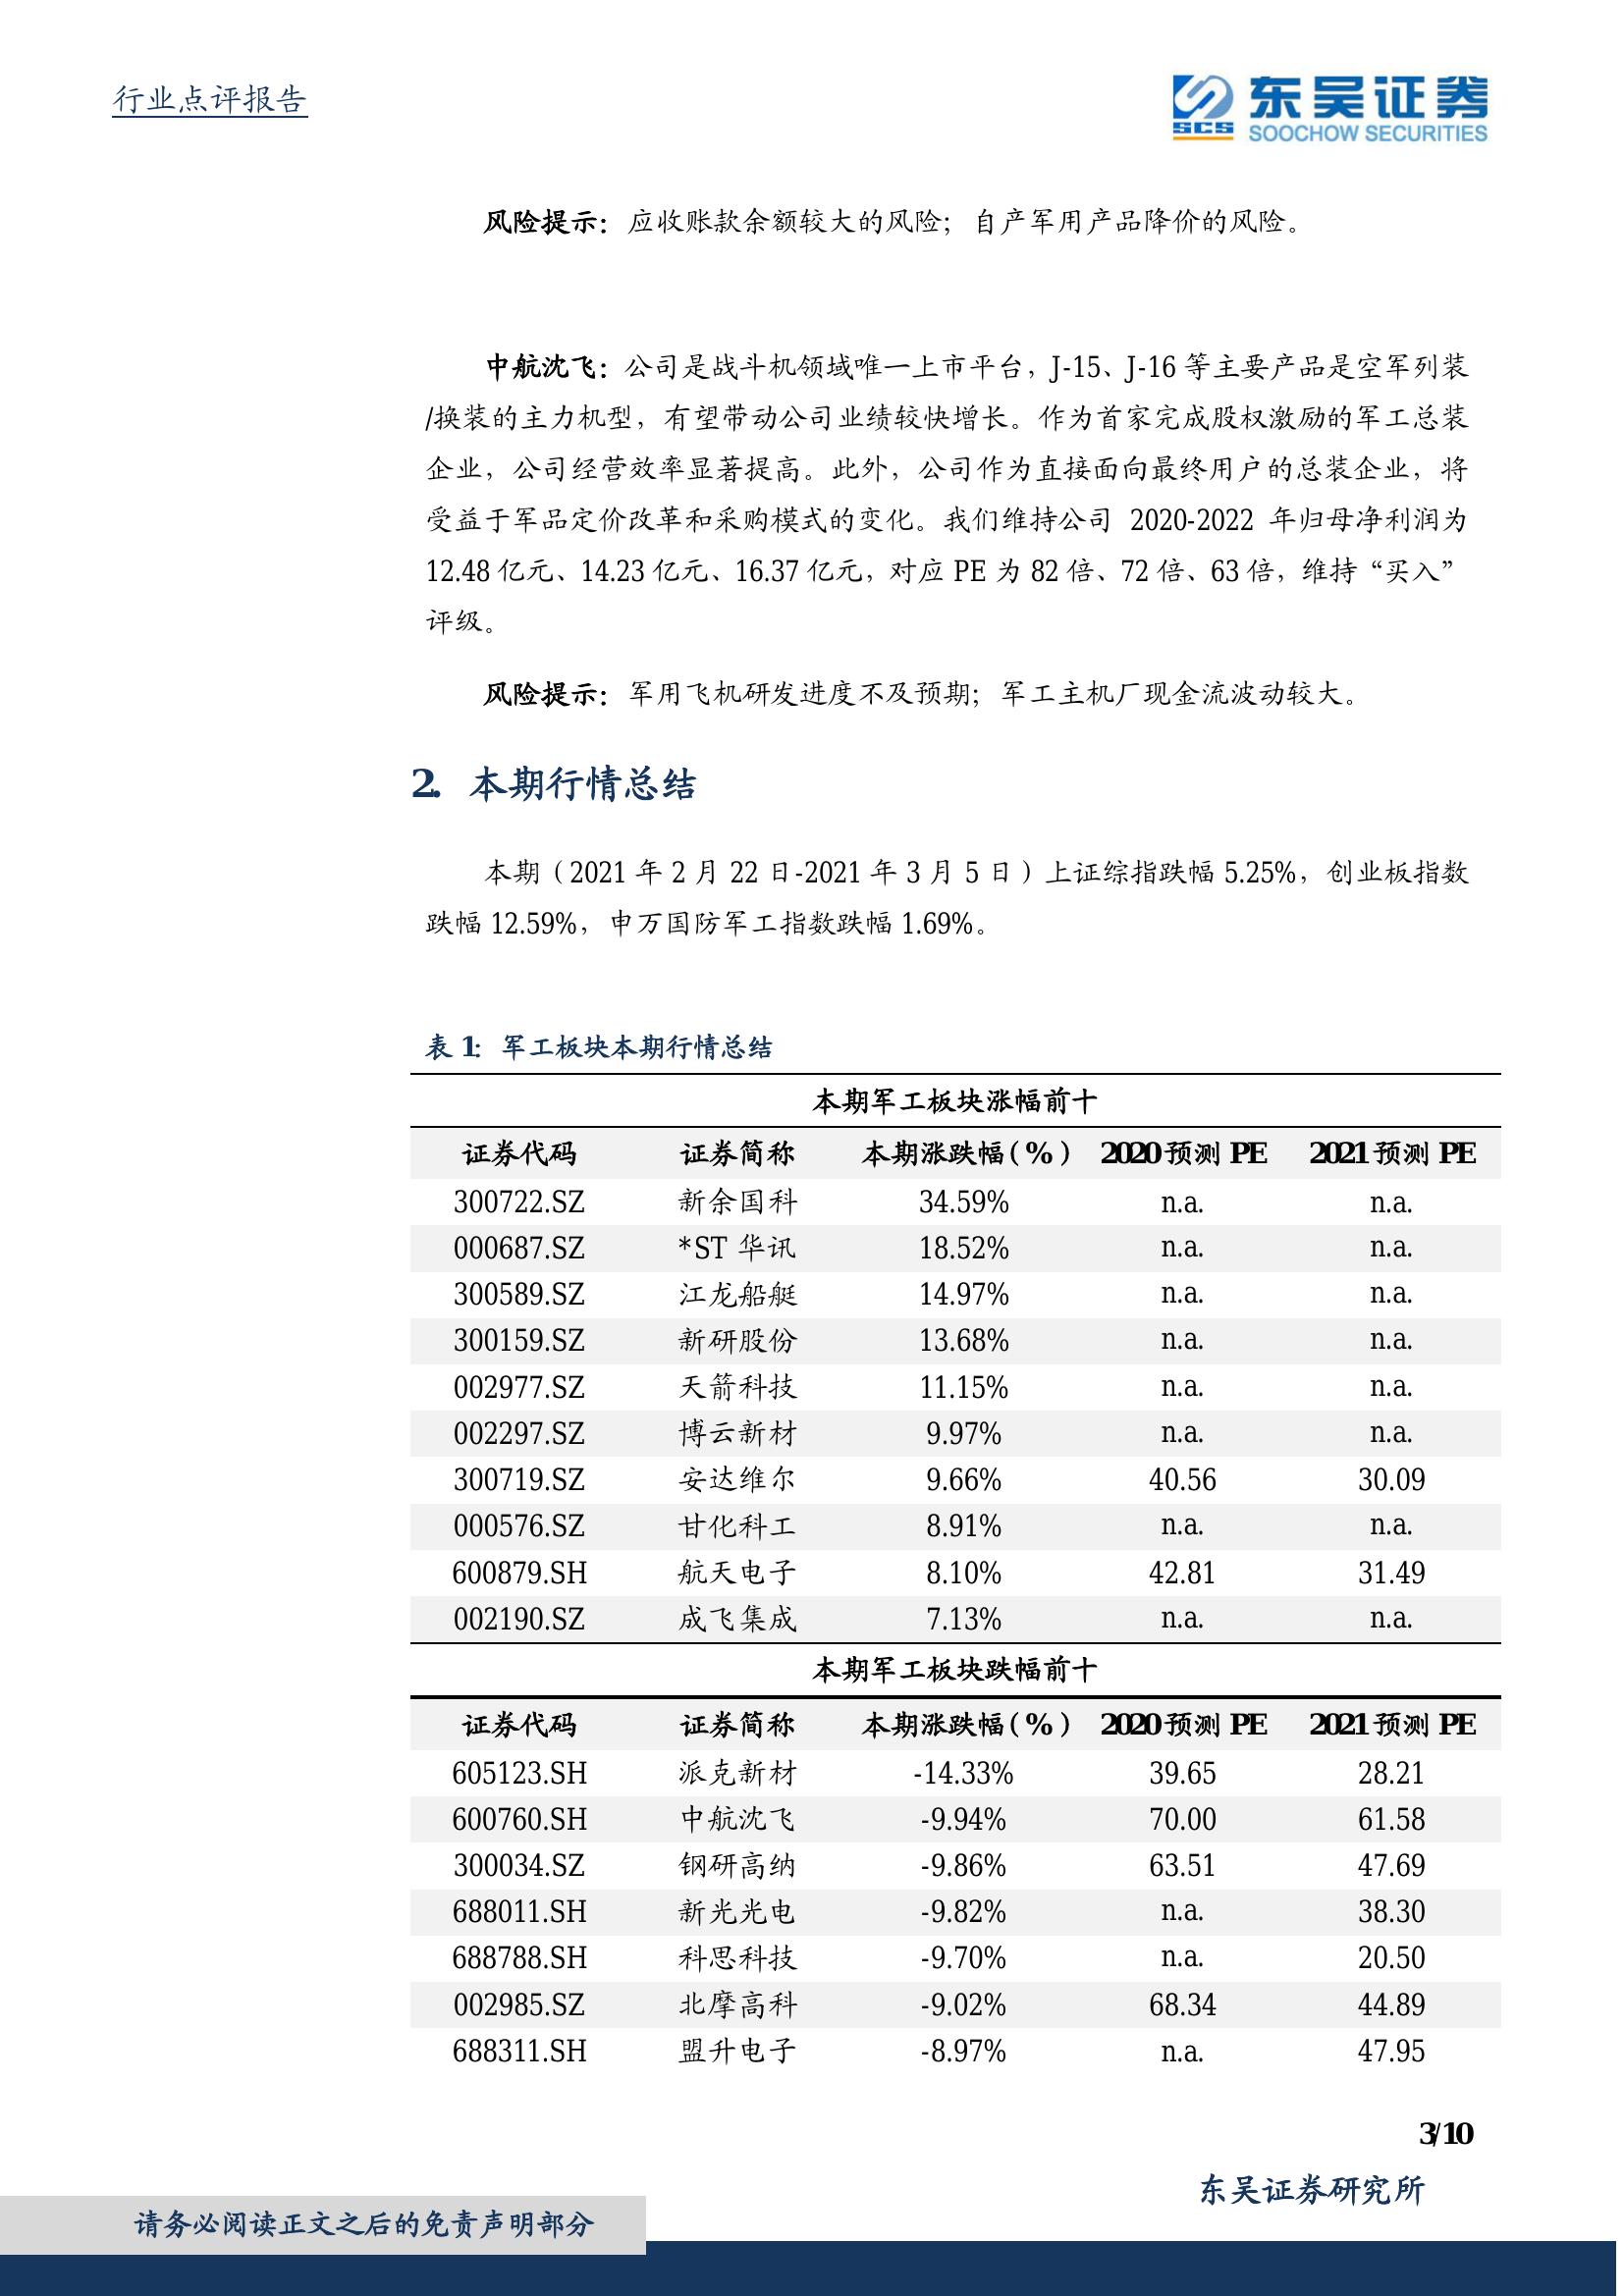 行业点评报告
东吴证券
SCS
SOOCHOW SECURITIES
风险提示：应收账款余额较大的风险；自产军用产品降价的风险。
中航沈飞：公司是战斗机领域唯一上市平台，J-15、J-16 等主要产品是空军列装
/换装的主力机型，有望带动公司业绩较快增长。作为首家完成股权激励的军工总装
企业，公司经营效率显著提高。此外，公司作为直接面向最终用户的总装企业，将
受益于军品定价改革和采购模式的变化。我们维持公司 2020-2022 年归母净利润为
12.48 亿元、14.23 亿元、16.37 亿元，对应 PE 为 82 倍、72 倍、63 倍，维持“买入”
评级。
风险提示：军用飞机研发进度不及预期；军工主机厂现金流波动较大。
2. 本期行情总结
本期（2021 年 2 月 22 日-2021 年 3 月 5 日）上证综指跌幅 5.25%，创业板指数
跌幅 12.59%，申万国防军工指数跌幅 1.69%。
表 1：军工板块本期行情总结
本期军工板块涨幅前十
证券代码 证券简称 本期涨跌幅(%) 2020预测 PE 2021预测 PE
300722.SZ 新余国科 34.59% n.a. n.a.
000687.SZ *ST 华讯 18.52% n.a. n.a.
300589.SZ 江龙船艇 14.97% n.a. n.a.
300159.SZ 新研股份 13.68% n.a. n.a.
002977.SZ 天箭科技 11.15% n.a. n.a.
002297.SZ 博云新材 9.97% n.a. n.a.
300719.SZ 安达维尔 9.66% 40.56 30.09
000576.SZ 甘化科工 8.91% n.a. n.a.
600879.SH 航天电子 8.10% 42.81 31.49
002190.SZ 成飞集成 7.13% n.a. n.a.
本期军工板块跌幅前十
证券代码 证券简称 本期涨跌幅(%) 2020预测 PE 2021预测 PE
605123.SH 派克新材 -14.33% 39.65 28.21
600760.SH 中航沈飞 -9.94% 70.00 61.58
300034.SZ 钢研高纳 -9.86% 63.51 47.69
688011.SH 新光光电 -9.82% n.a. 38.30
688788.SH 科思科技 -9.70% n.a. 20.50
002985.SZ 北摩高科 -9.02% 68.34 44.89
688311.SH 盟升电子 -8.97% n.a. 47.95
3/10
东吴证券研究所
请务必阅读正文之后的免责声明部分